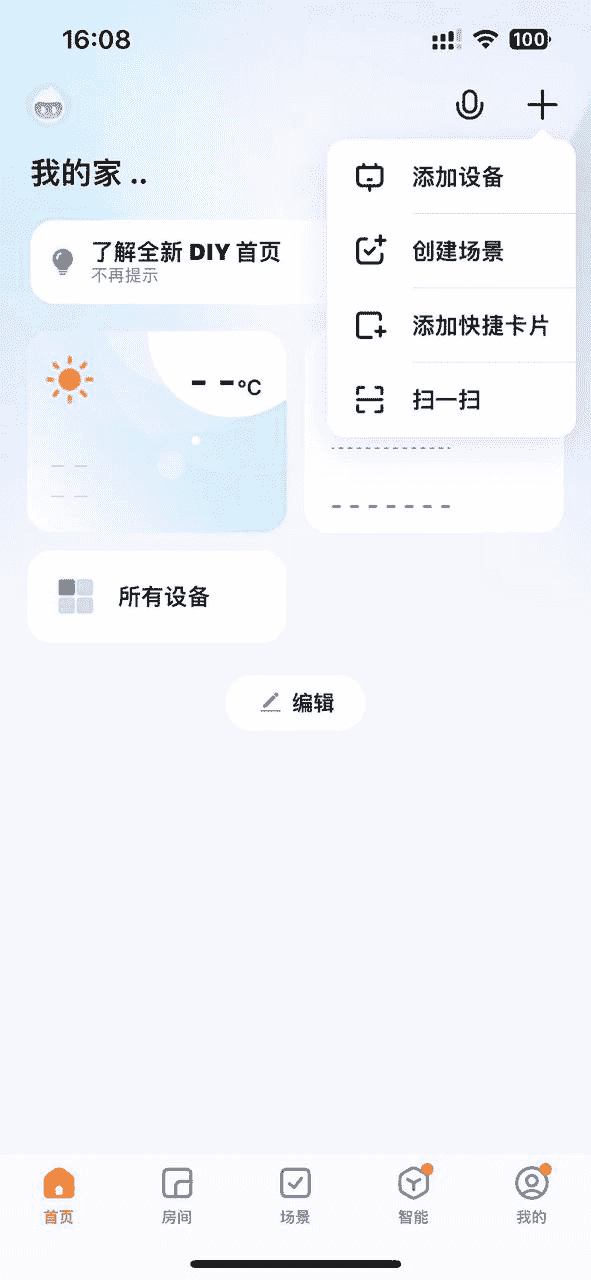 16:08
100
我的家 ..
添加设备
创建场景
添加快捷卡片
扫一扫
了解全新 DIY 首页
不再提示
- -°C
所有设备
编辑
首页
房间
场景
智能
我的